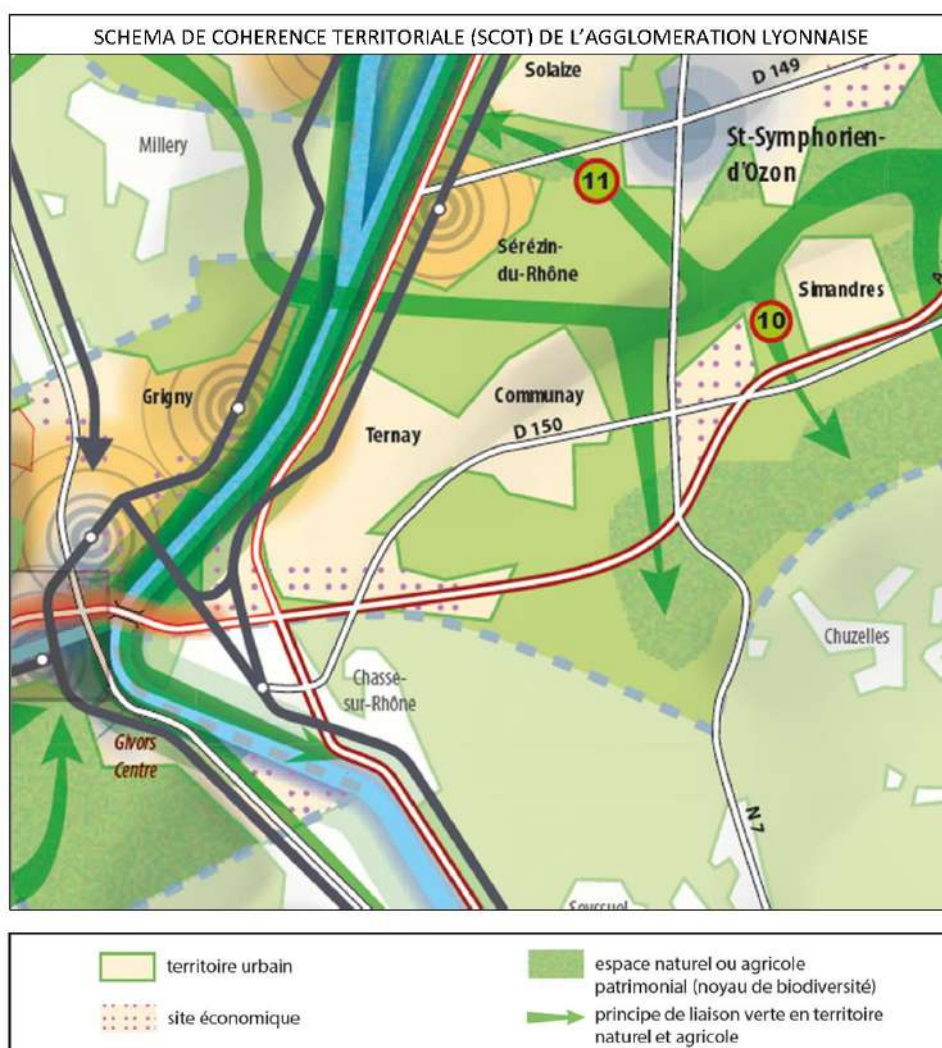 SCHEMA DE COHERENCE TERRITORIALE (SCOT) DE L'AGGLOMERATION LYONNAISE
Solaize
D 149
Millery
St-Symphorien-
d'Ozon
11
Sérézin-
du-Rhône
Simandres
10
Grigny
Communay
Ternay
D 150
Chuzelles
Chasse-
sur-Rhône
Givors
Centre
N 7
territoire urbain
site économique
espace naturel ou agricole
patrimonial (noyau de biodiversité)
principe de liaison verte en territoire
naturel et agricole